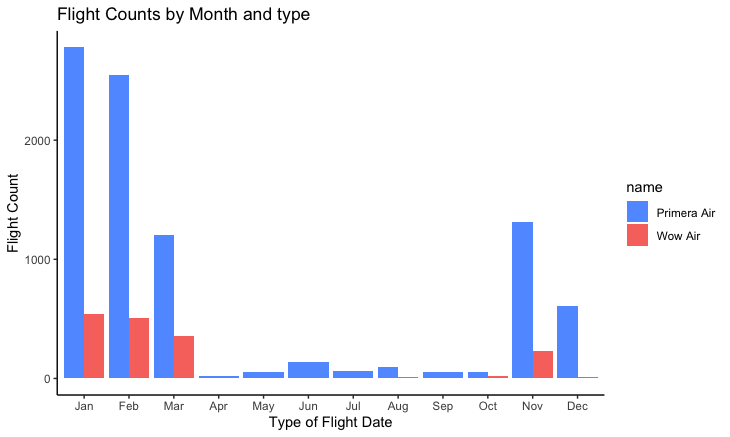 Flight Counts by Month and type
Flight Count
2000
1000
0
Jan Feb Mar Apr May Jun Jul Aug Sep Oct Nov Dec
Type of Flight Date
name
Primera Air
Wow Air